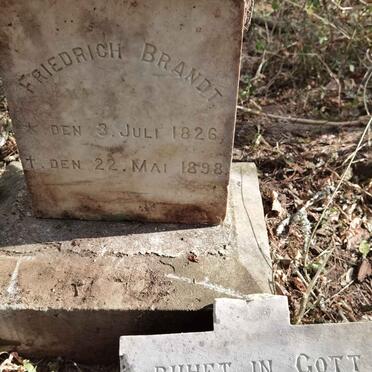 FRIEDRICH BRANDT,
* DEN 3. JULI 1826,
†. DEN 22. MAI 1898.
RUHET IN GOTT